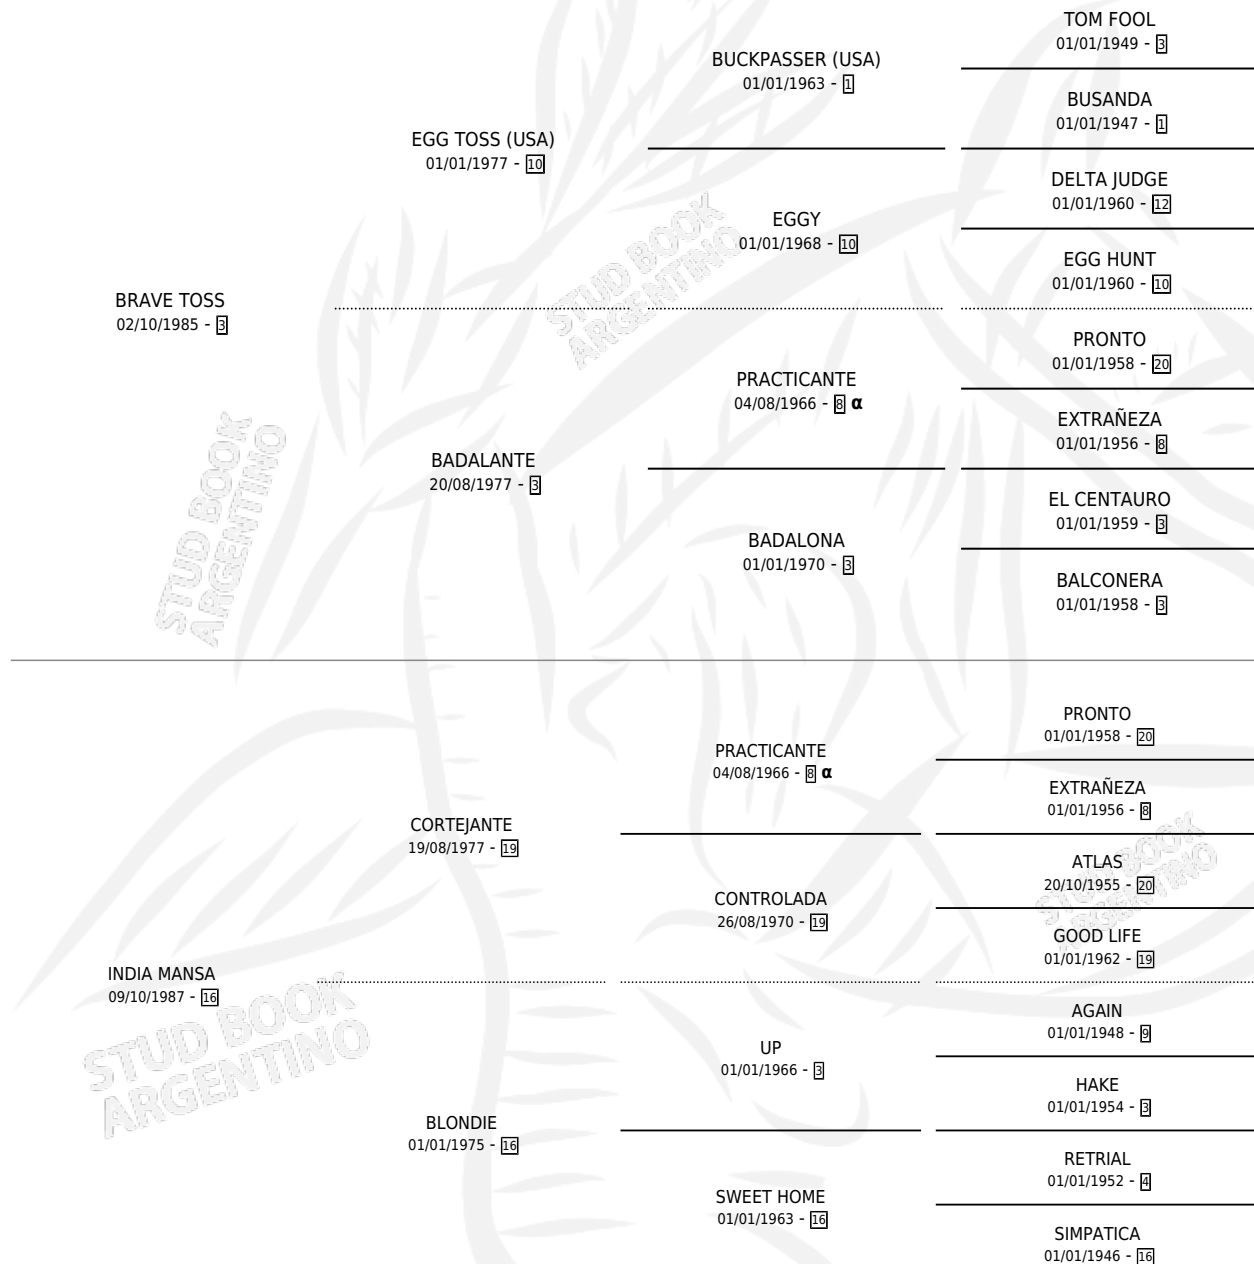 TOM FOOL
01/01/1949 - 3
BUCKPASSER (USA)
01/01/1963 - 1
BUSANDA
01/01/1947 - 1
EGG TOSS (USA)
01/01/1977 - 10
DELTA JUDGE
01/01/1960 - 12
EGGY
01/01/1968 - 10
EGG HUNT
01/01/1960 - 10
BRAVE TOSS
02/10/1985 - 3
PRONTO
01/01/1958 - 20
PRACTICANTE
04/08/1966 - 8 α
EXTRAÑEZA
01/01/1956 - 8
BADALANTE
20/08/1977 - 3
EL CENTAURO
01/01/1959 - 3
BADALONA
01/01/1970 - 3
BALCONERA
01/01/1958 - 3
PRONTO
01/01/1958 - 20
PRACTICANTE
04/08/1966 - 8 α
EXTRAÑEZA
01/01/1956 - 8
CORTEJANTE
19/08/1977 - 19
ATLAS
20/10/1955 - 20
CONTROLADA
26/08/1970 - 19
GOOD LIFE
01/01/1962 - 19
INDIA MANSA
09/10/1987 - 16
AGAIN
01/01/1948 - 9
UP
01/01/1966 - 3
HAKE
01/01/1954 - 3
BLONDIE
01/01/1975 - 16
RETRIAL
01/01/1952 - 4
SWEET HOME
01/01/1963 - 16
SIMPATICA
01/01/1946 - 16
STUD BOOK
ARGENTINO
STUD BOOK
ARGENTINO
STUD BOOK
ARGENTINO
STUD BOOK
ARGENTINO